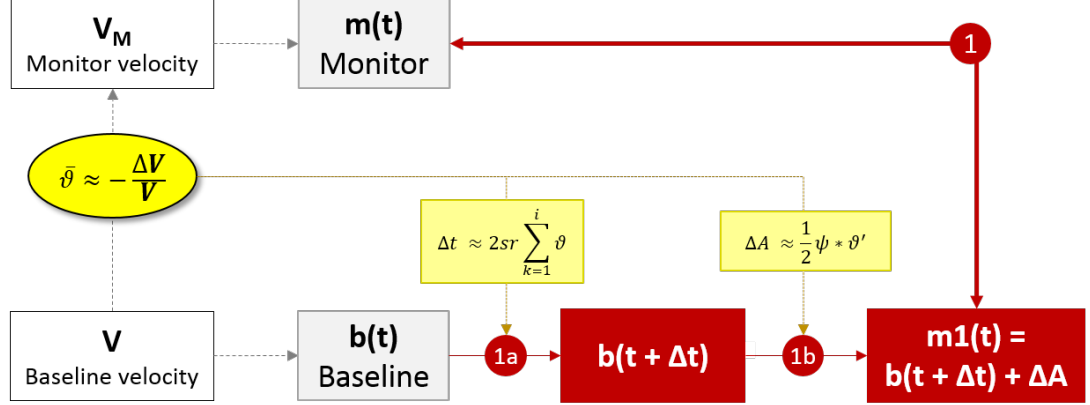 V_M
Monitor velocity
m(t)
Monitor
1
ϑ̄ ≈ − ΔV/V
Δt ≈ 2sr ∑_{k=1}^{i} ϑ
ΔA ≈ 1/2 ψ * ϑ′
V
Baseline velocity
b(t)
Baseline
1a
b(t + Δt)
1b
m1(t) =
b(t + Δt) + ΔA